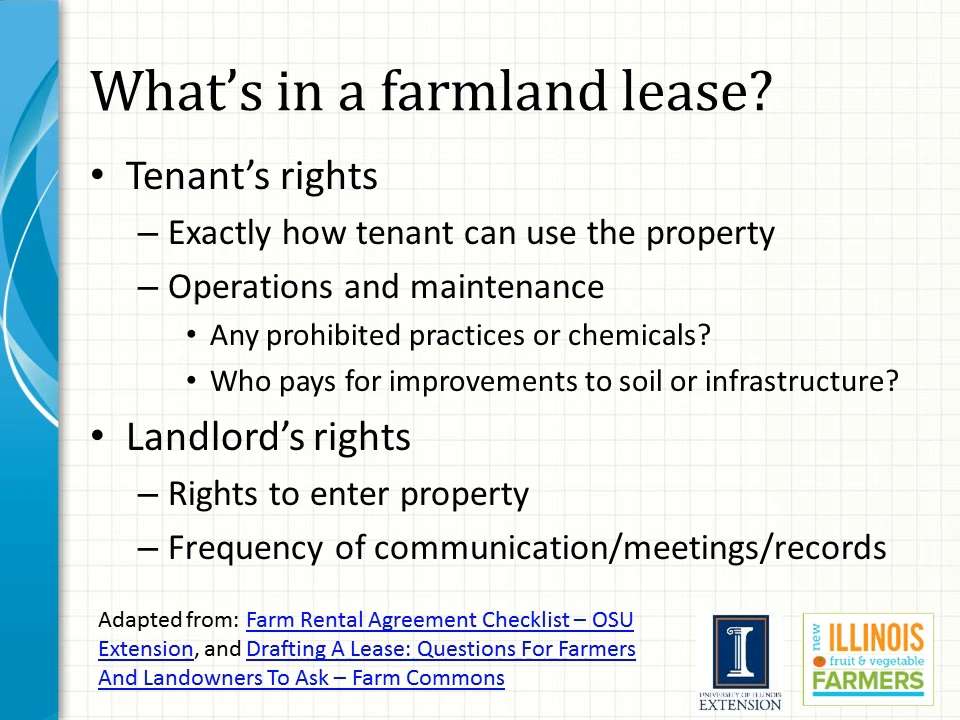 What’s in a farmland lease?
• Tenant’s rights
– Exactly how tenant can use the property
– Operations and maintenance
• Any prohibited practices or chemicals?
• Who pays for improvements to soil or infrastructure?
• Landlord’s rights
– Rights to enter property
– Frequency of communication/meetings/records
Adapted from: Farm Rental Agreement Checklist – OSU
Extension, and Drafting A Lease: Questions For Farmers
And Landowners To Ask – Farm Commons
I
UNIVERSITY OF ILLINOIS
EXTENSION
new
ILLINOIS
fruit & vegetable
FARMERS